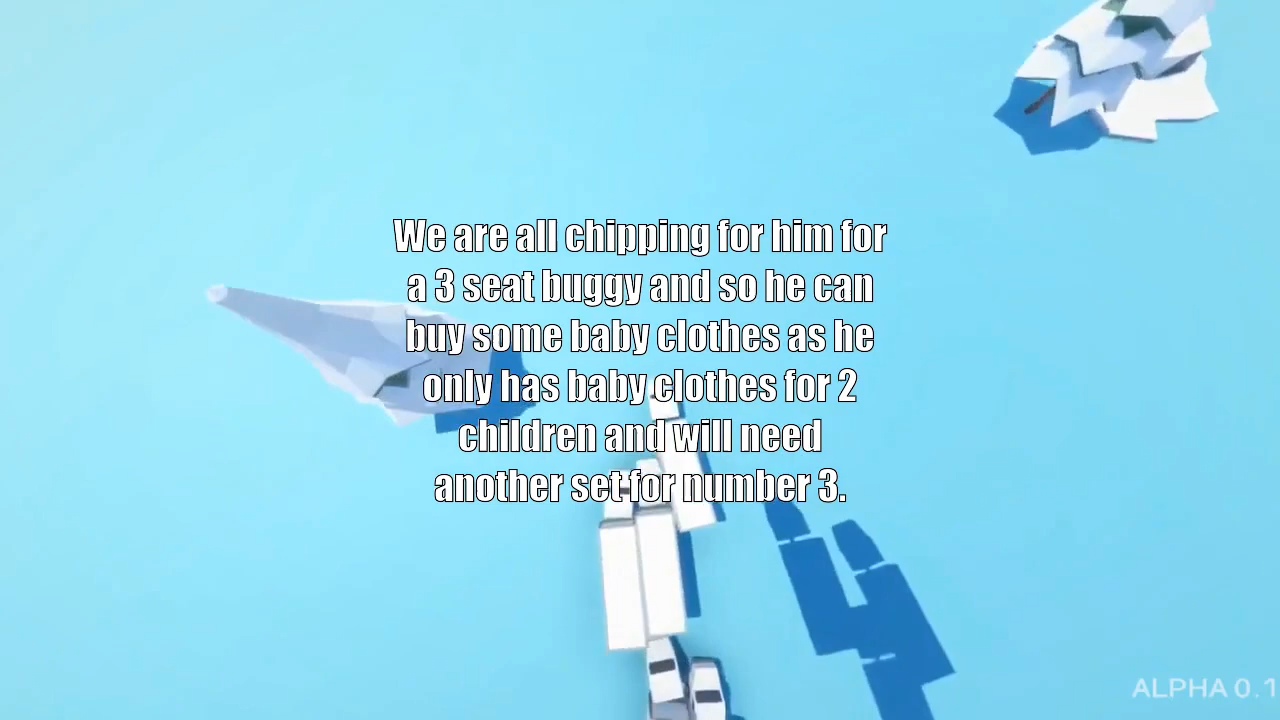 We are all chipping for him for
a 3 seat buggy and so he can
buy some baby clothes as he
only has baby clothes for 2
children and will need
another set for number 3.
ALPHA 0.1